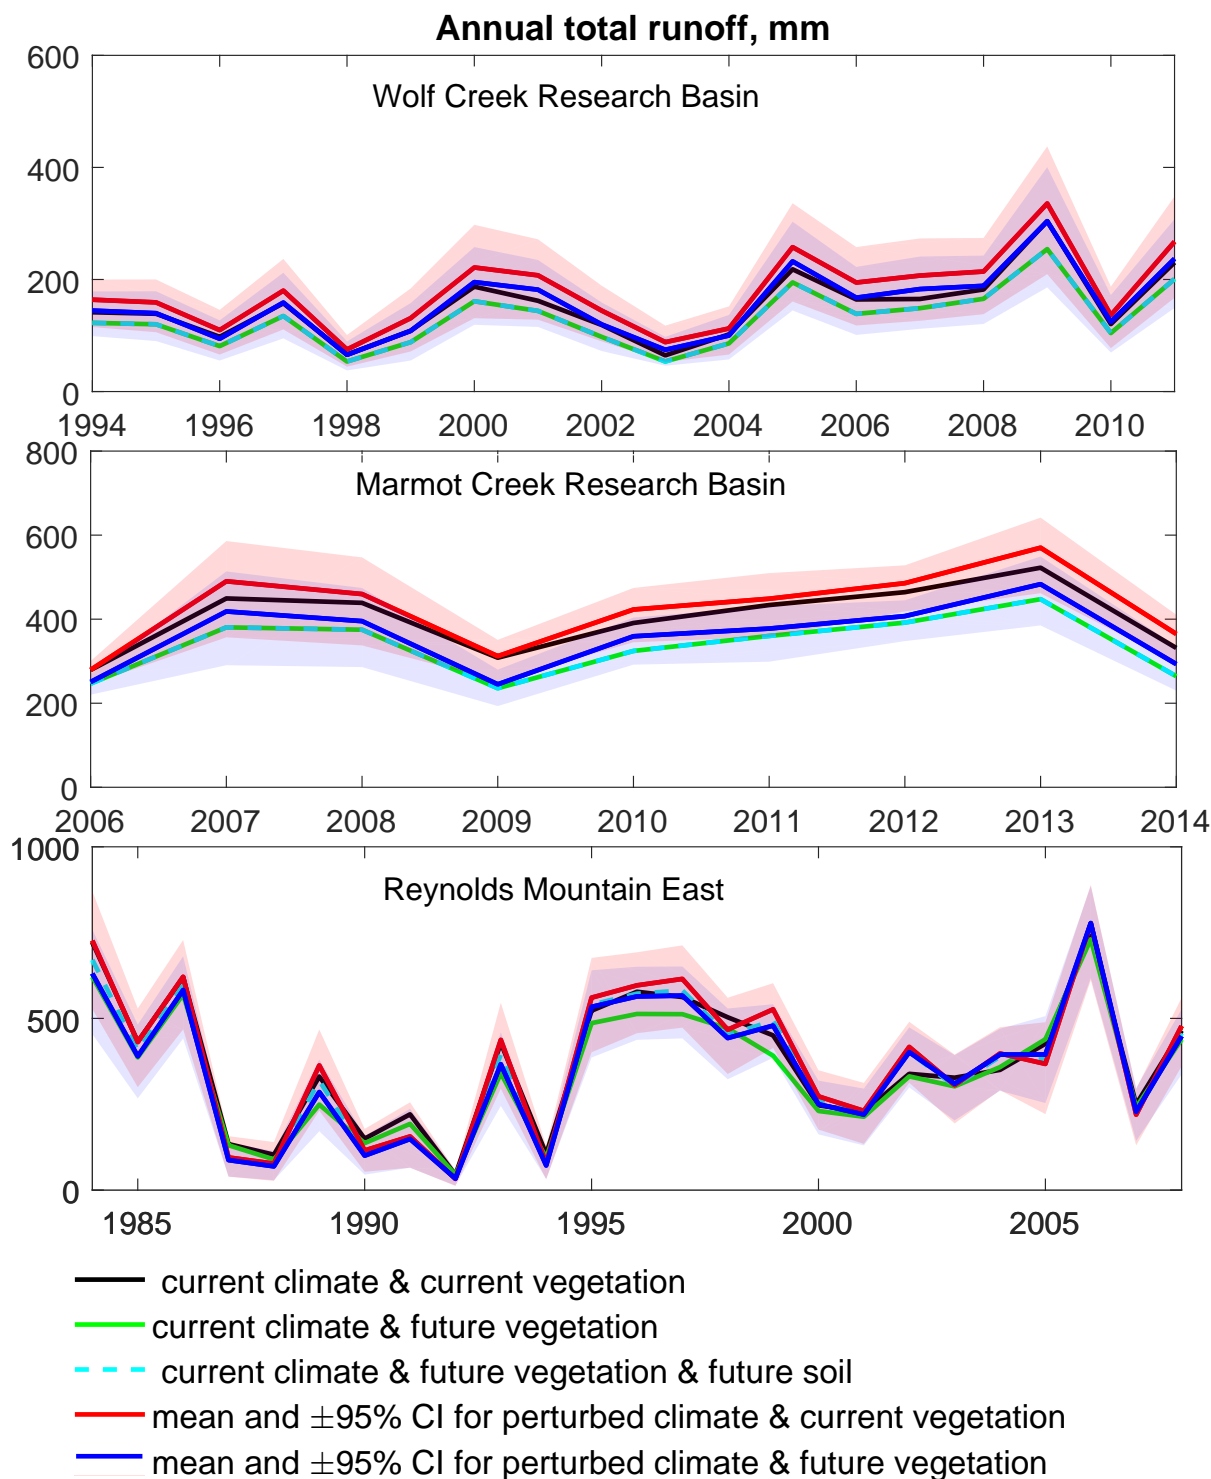 Annual total runoff, mm
600
Wolf Creek Research Basin
400
200
0
1994 1996 1998 2000 2002 2004 2006 2008 2010
800
Marmot Creek Research Basin
600
400
200
0
2006 2007 2008 2009 2010 2011 2012 2013 2014
1000
Reynolds Mountain East
500
0
1985 1990 1995 2000 2005
current climate & current vegetation
current climate & future vegetation
current climate & future vegetation & future soil
mean and ±95% CI for perturbed climate & current vegetation
mean and ±95% CI for perturbed climate & future vegetation